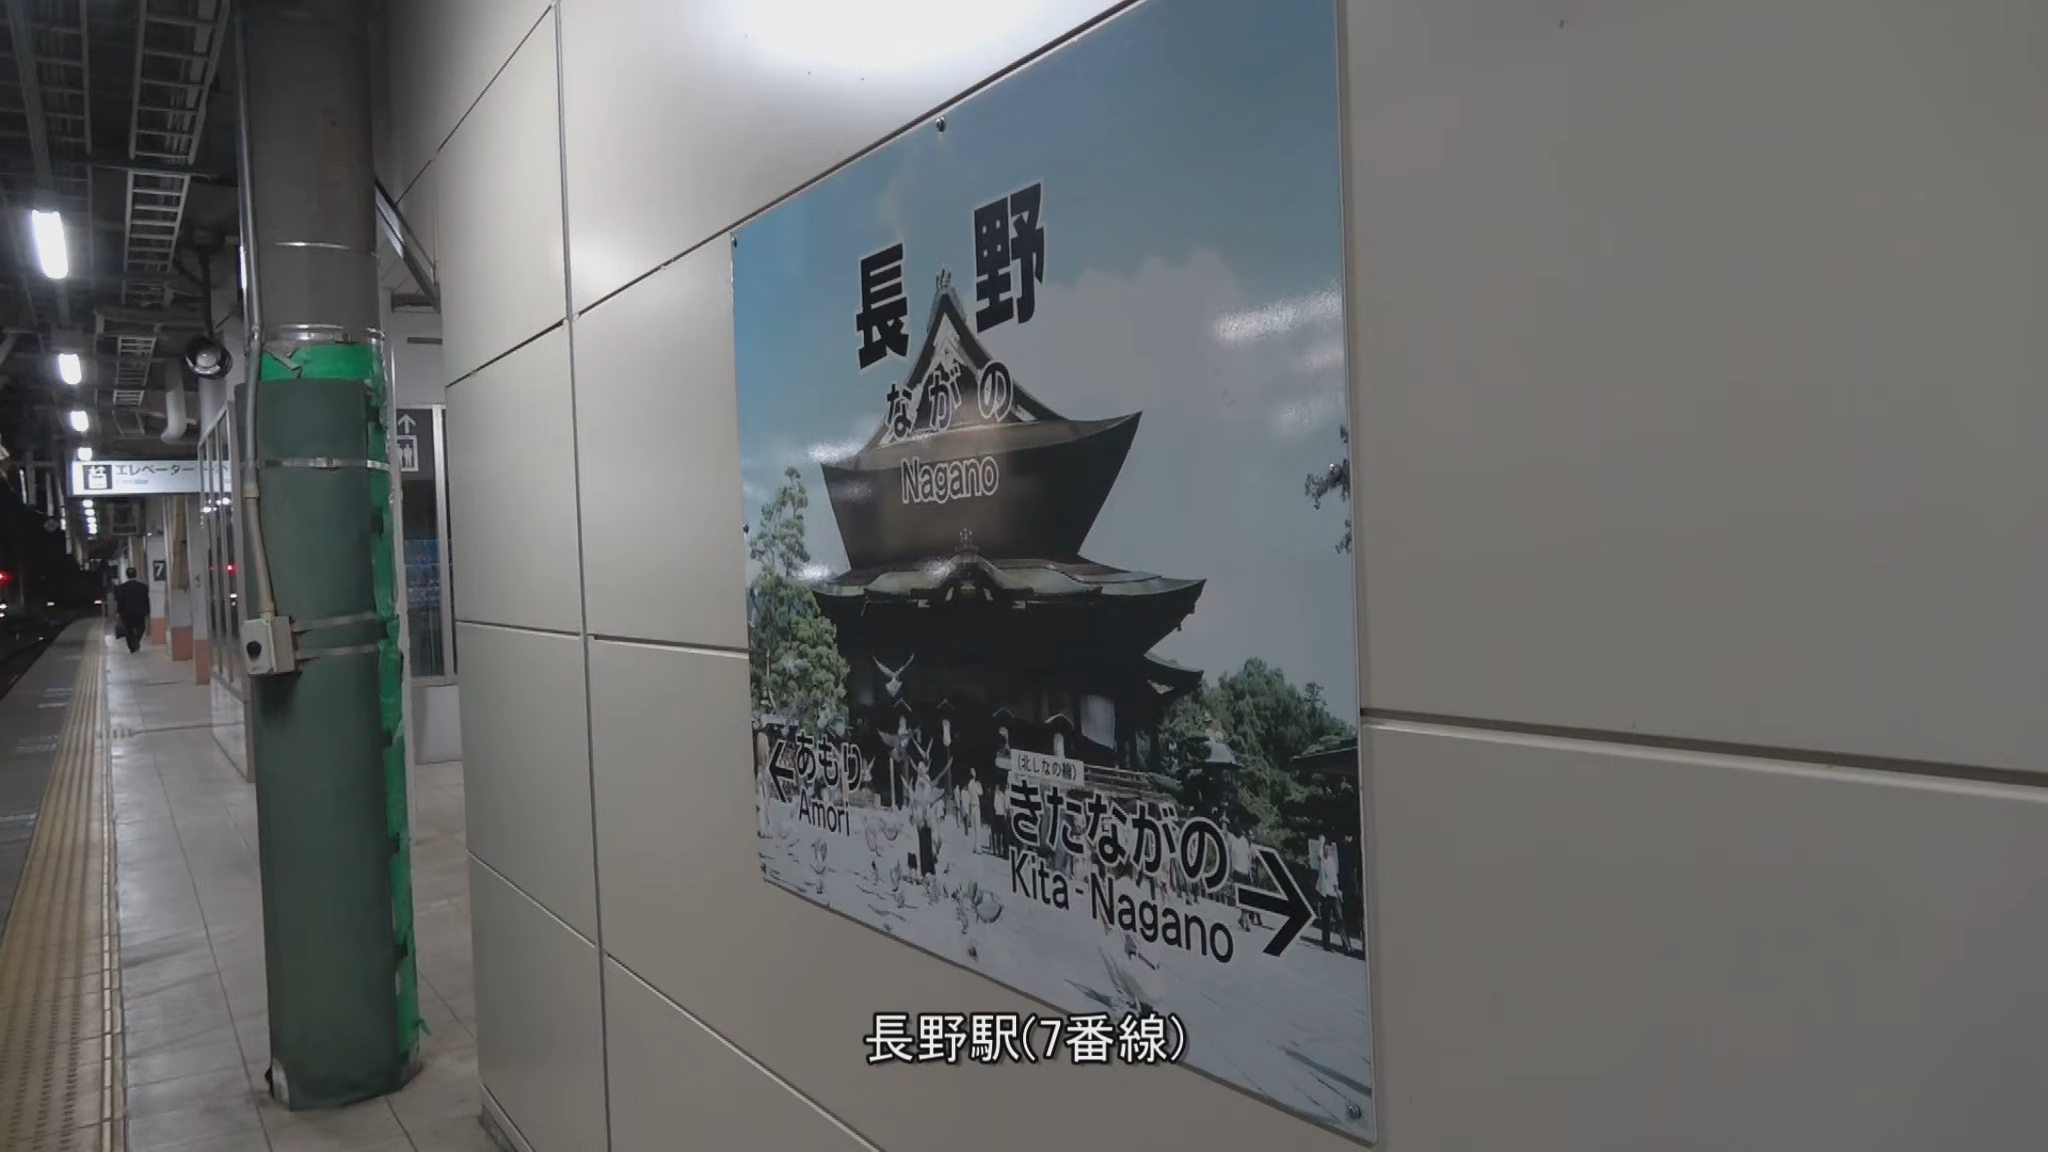 長野
ながの
Nagano
←あもり
Amori
(北しなの線)
きたながの→
Kita-Nagano
エレベーター
7
長野駅(7番線)